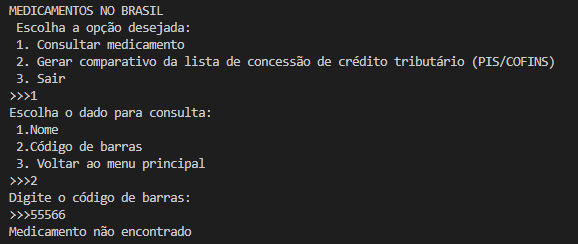 MEDICAMENTOS NO BRASIL
Escolha a opção desejada:
1. Consultar medicamento
2. Gerar comparativo da lista de concessão de crédito tributário (PIS/COFINS)
3. Sair
>>>1
Escolha o dado para consulta:
1.Nome
2.Código de barras
3. Voltar ao menu principal
>>>2
Digite o código de barras:
>>>55566
Medicamento não encontrado